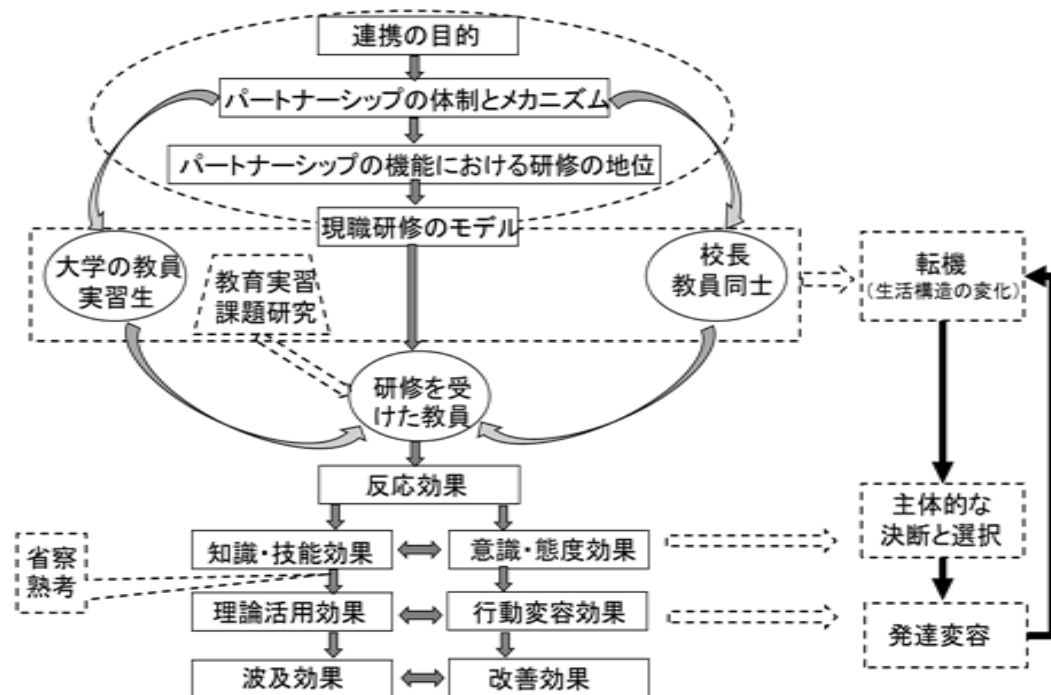 連携の目的
パートナーシップの体制とメカニズム
パートナーシップの機能における研修の地位
現職研修のモデル
大学の教員
実習生
教育実習
課題研究
校長
教員同士
転機
(生活構造の変化)
研修を受
けた教員
反応効果
知識・技能効果
意識・態度効果
主体的な
決断と選択
省察
熟考
理論活用効果
行動変容効果
発達変容
波及効果
改善効果